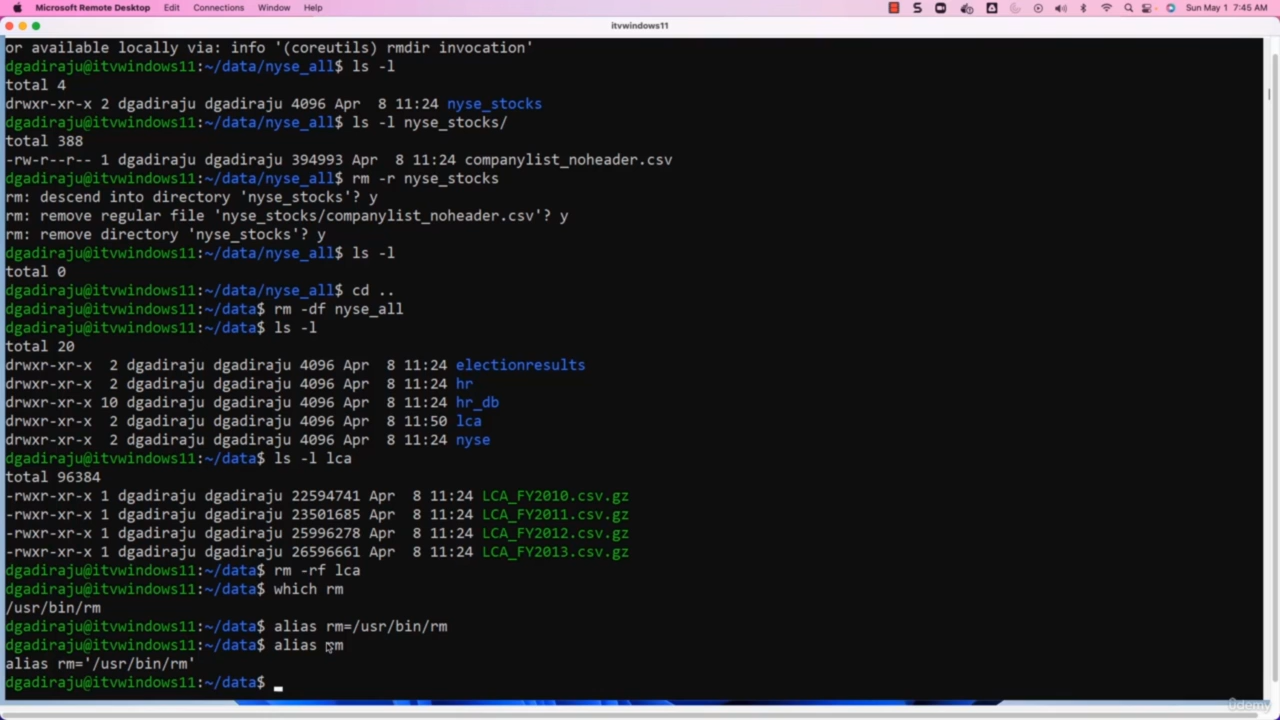 Microsoft Remote Desktop Edit Connections Window Help Sun May 1 7:45 AM
itvwindows11
or available locally via: info '(coreutils) rmdir invocation'
dgadiraju@itvwindows11:~/data/nyse_all$ ls -l
total 4
drwxr-xr-x 2 dgadiraju dgadiraju 4096 Apr  8 11:24 nyse_stocks
dgadiraju@itvwindows11:~/data/nyse_all$ ls -l nyse_stocks/
total 388
-rw-r--r-- 1 dgadiraju dgadiraju 394993 Apr  8 11:24 companylist_noheader.csv
dgadiraju@itvwindows11:~/data/nyse_all$ rm -r nyse_stocks
rm: descend into directory 'nyse_stocks'? y
rm: remove regular file 'nyse_stocks/companylist_noheader.csv'? y
rm: remove directory 'nyse_stocks'? y
dgadiraju@itvwindows11:~/data/nyse_all$ ls -l
total 0
dgadiraju@itvwindows11:~/data/nyse_all$ cd ..
dgadiraju@itvwindows11:~/data$ rm -df nyse_all
dgadiraju@itvwindows11:~/data$ ls -l
total 20
drwxr-xr-x  2 dgadiraju dgadiraju 4096 Apr  8 11:24 electionresults
drwxr-xr-x  2 dgadiraju dgadiraju 4096 Apr  8 11:24 hr
drwxr-xr-x 10 dgadiraju dgadiraju 4096 Apr  8 11:24 hr_db
drwxr-xr-x  2 dgadiraju dgadiraju 4096 Apr  8 11:50 lca
drwxr-xr-x  2 dgadiraju dgadiraju 4096 Apr  8 11:24 nyse
dgadiraju@itvwindows11:~/data$ ls -l lca
total 96384
-rwxr-xr-x 1 dgadiraju dgadiraju 22594741 Apr  8 11:24 LCA_FY2010.csv.gz
-rwxr-xr-x 1 dgadiraju dgadiraju 23501685 Apr  8 11:24 LCA_FY2011.csv.gz
-rwxr-xr-x 1 dgadiraju dgadiraju 25996278 Apr  8 11:24 LCA_FY2012.csv.gz
-rwxr-xr-x 1 dgadiraju dgadiraju 26596661 Apr  8 11:24 LCA_FY2013.csv.gz
dgadiraju@itvwindows11:~/data$ rm -rf lca
dgadiraju@itvwindows11:~/data$ which rm
/usr/bin/rm
dgadiraju@itvwindows11:~/data$ alias rm=/usr/bin/rm
dgadiraju@itvwindows11:~/data$ alias rm
alias rm='/usr/bin/rm'
dgadiraju@itvwindows11:~/data$
udemy